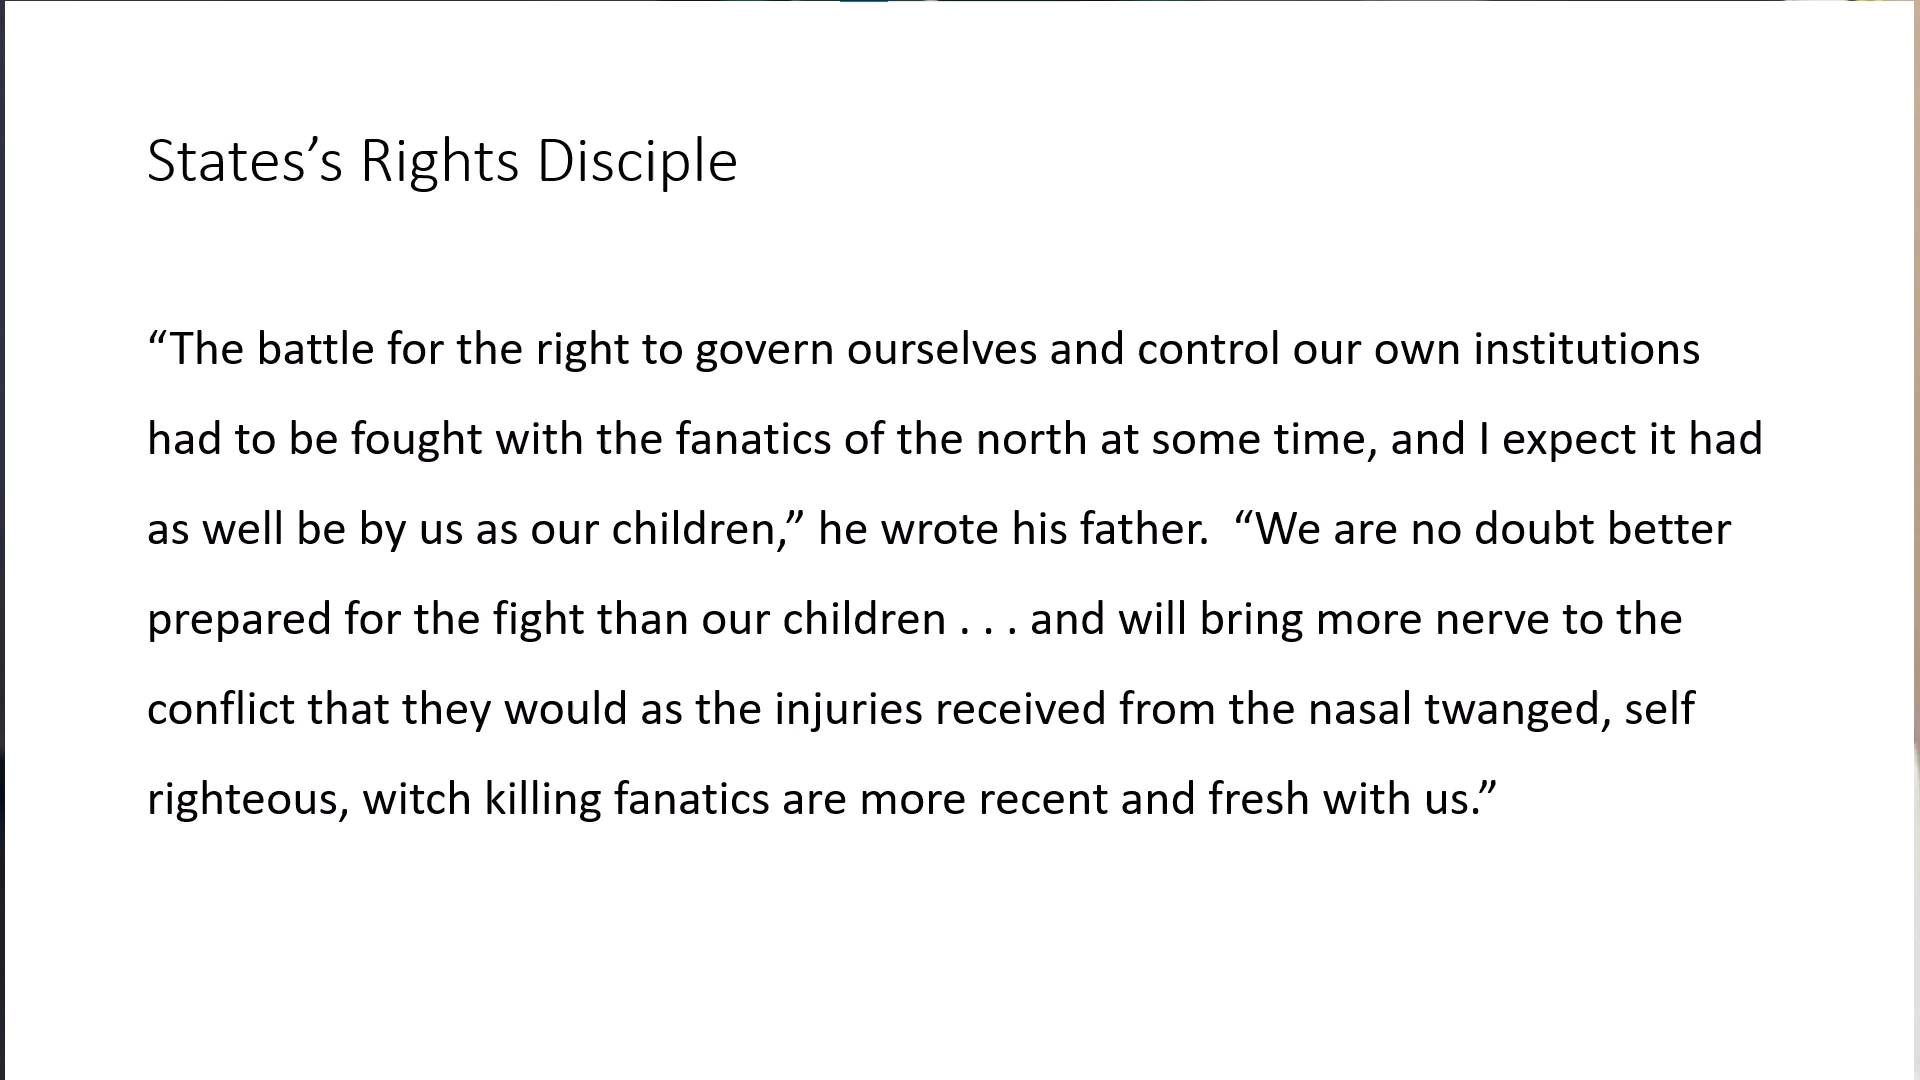 States’s Rights Disciple
“The battle for the right to govern ourselves and control our own institutions
had to be fought with the fanatics of the north at some time, and I expect it had
as well be by us as our children,” he wrote his father.  “We are no doubt better
prepared for the fight than our children . . . and will bring more nerve to the
conflict that they would as the injuries received from the nasal twanged, self
righteous, witch killing fanatics are more recent and fresh with us.”